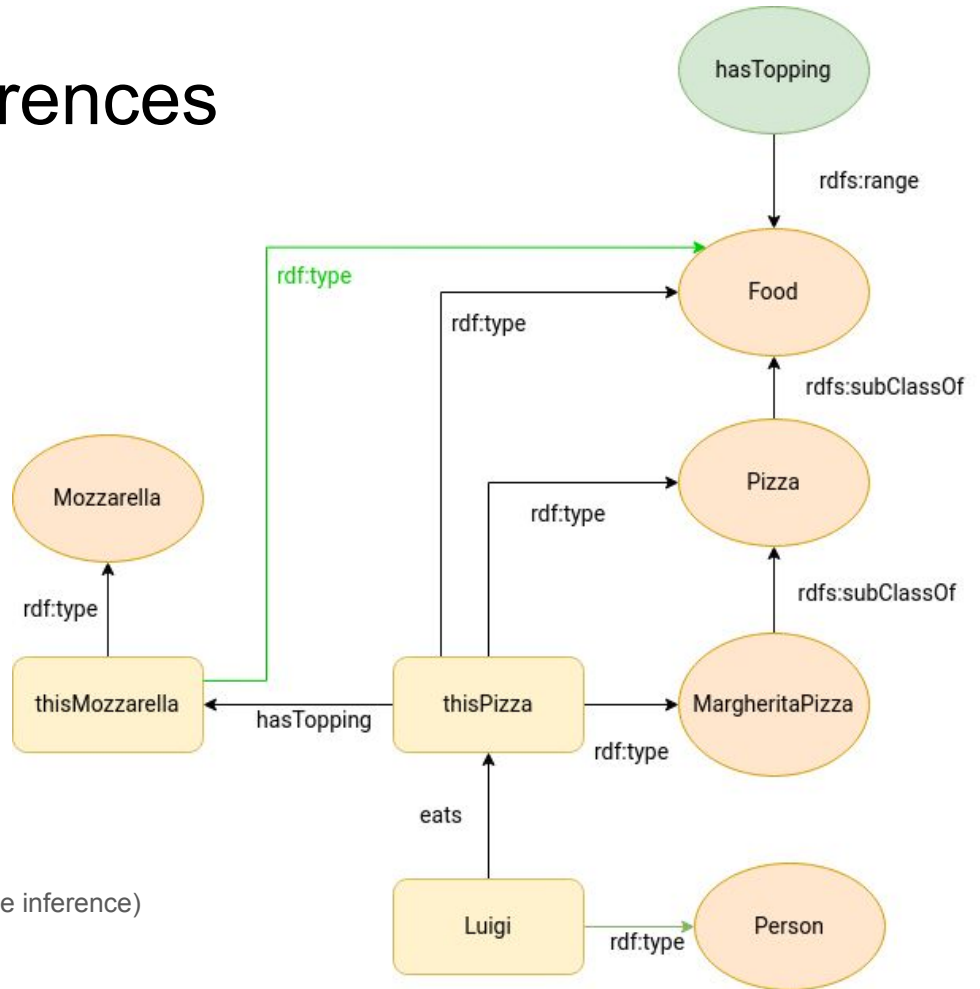 rences
hasTopping
rdfs:range
rdf:type
Food
rdf:type
rdfs:subClassOf
Mozzarella
Pizza
rdf:type
rdfs:subClassOf
rdf:type
thisMozzarella
thisPizza
MargheritaPizza
hasTopping
rdf:type
eats
e inference)
Luigi
Person
rdf:type